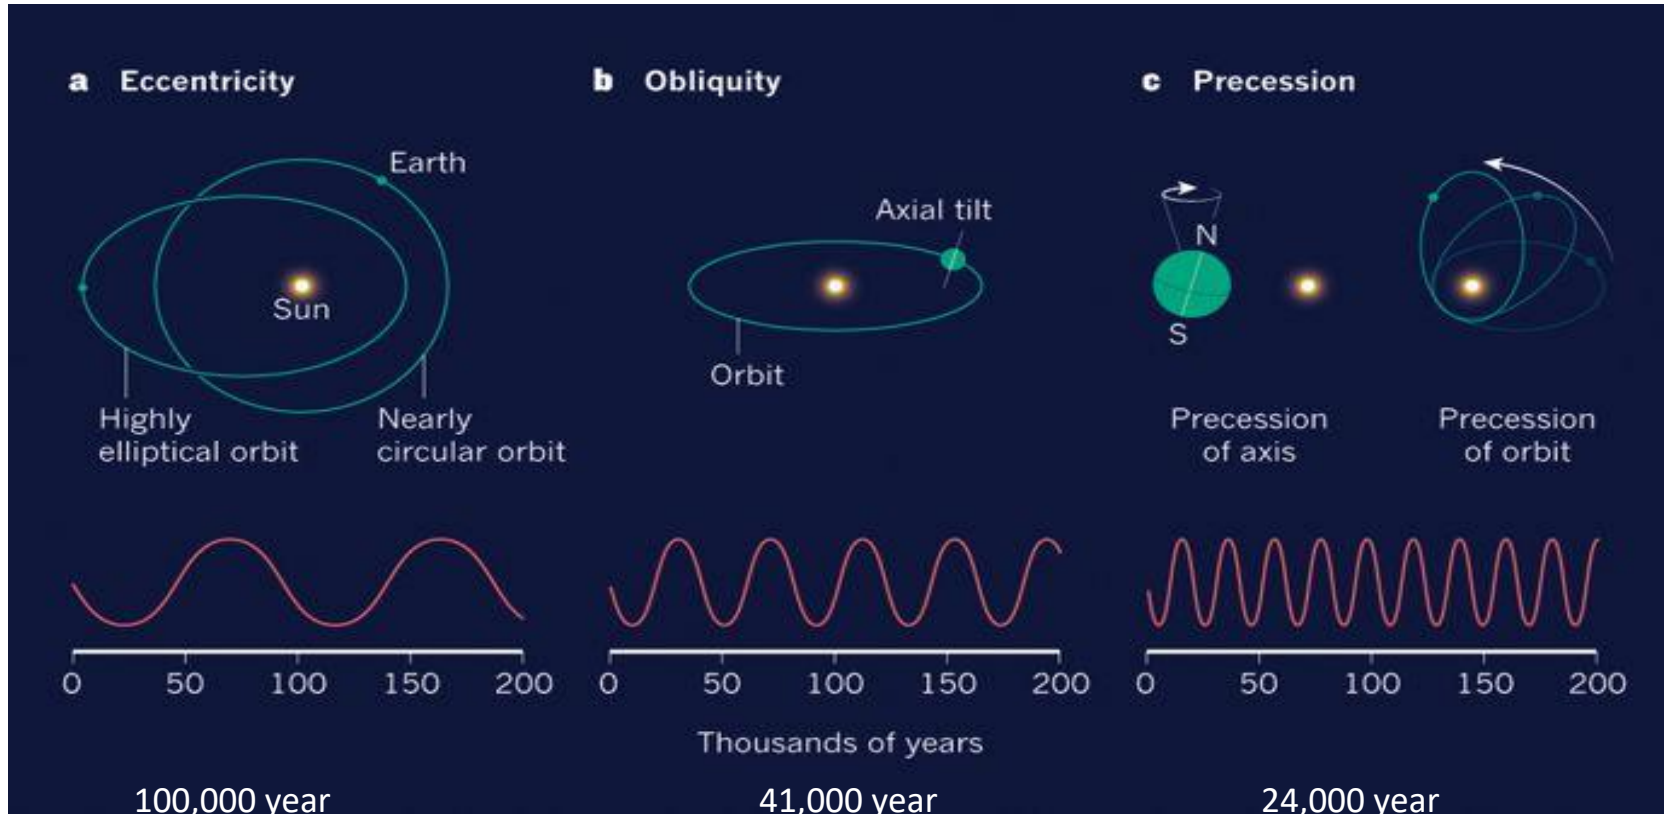 a Eccentricity
Earth
Sun
Highly
elliptical orbit
Nearly
circular orbit
0 50 100 150 200
b Obliquity
Axial tilt
Orbit
0 50 100 150 200
c Precession
N
S
Precession
of axis
Precession
of orbit
0 50 100 150 200
Thousands of years
100,000 year
41,000 year
24,000 year